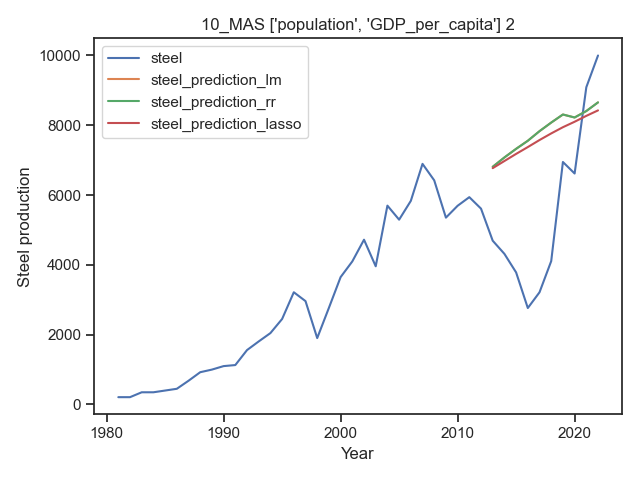 10_MAS ['population', 'GDP_per_capita'] 2
steel
steel_prediction_lm
steel_prediction_rr
steel_prediction_lasso
Steel production
10000
8000
6000
4000
2000
0
1980
1990
2000
2010
2020
Year